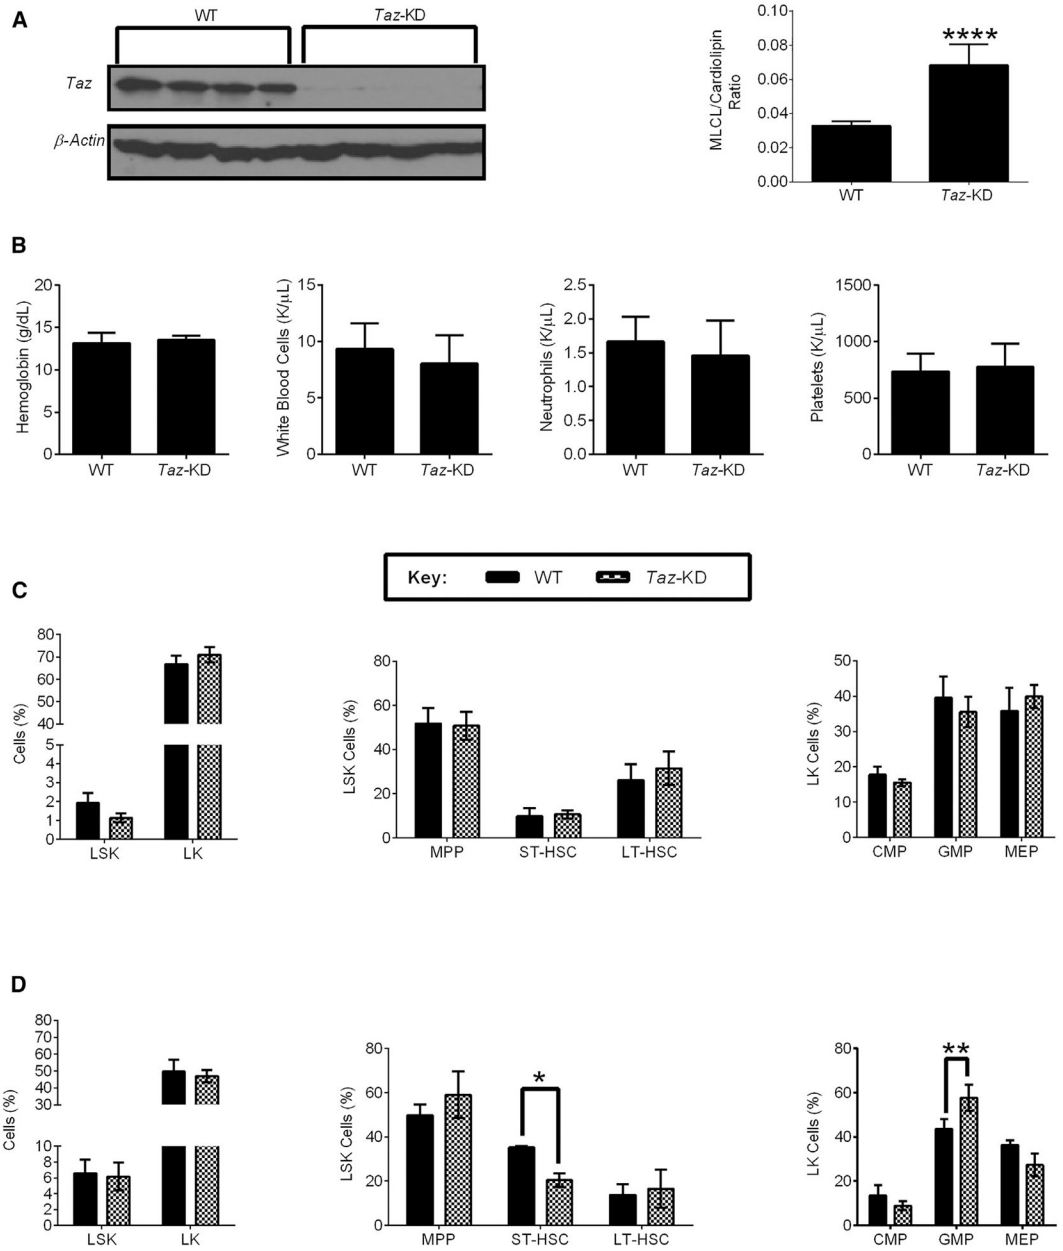 A
WT
Taz-KD
Taz
β-Actin
MLCL/Cardiolipin
Ratio
0.10
0.08
0.06
0.04
0.02
0.00
****
WT
Taz-KD
B
Hemoglobin (g/dL)
20
15
10
5
0
WT
Taz-KD
White Blood Cells (K/μL)
15
10
5
0
WT
Taz-KD
Neutrophils (K/μL)
2.5
2.0
1.5
1.0
0.5
0.0
WT
Taz-KD
Platelets (K/μL)
1500
1000
500
0
WT
Taz-KD
Key: WT Taz-KD
C
Cells (%)
80
70
60
50
40
5
4
3
2
1
0
LSK
LK
LSK Cells (%)
80
60
40
20
0
MPP
ST-HSC
LT-HSC
LK Cells (%)
50
40
30
20
10
0
CMP
GMP
MEP
D
Cells (%)
80
70
60
50
40
30
10
8
6
4
2
0
LSK
LK
LSK Cells (%)
80
60
40
20
0
*
MPP
ST-HSC
LT-HSC
LK Cells (%)
80
60
40
20
0
**
CMP
GMP
MEP